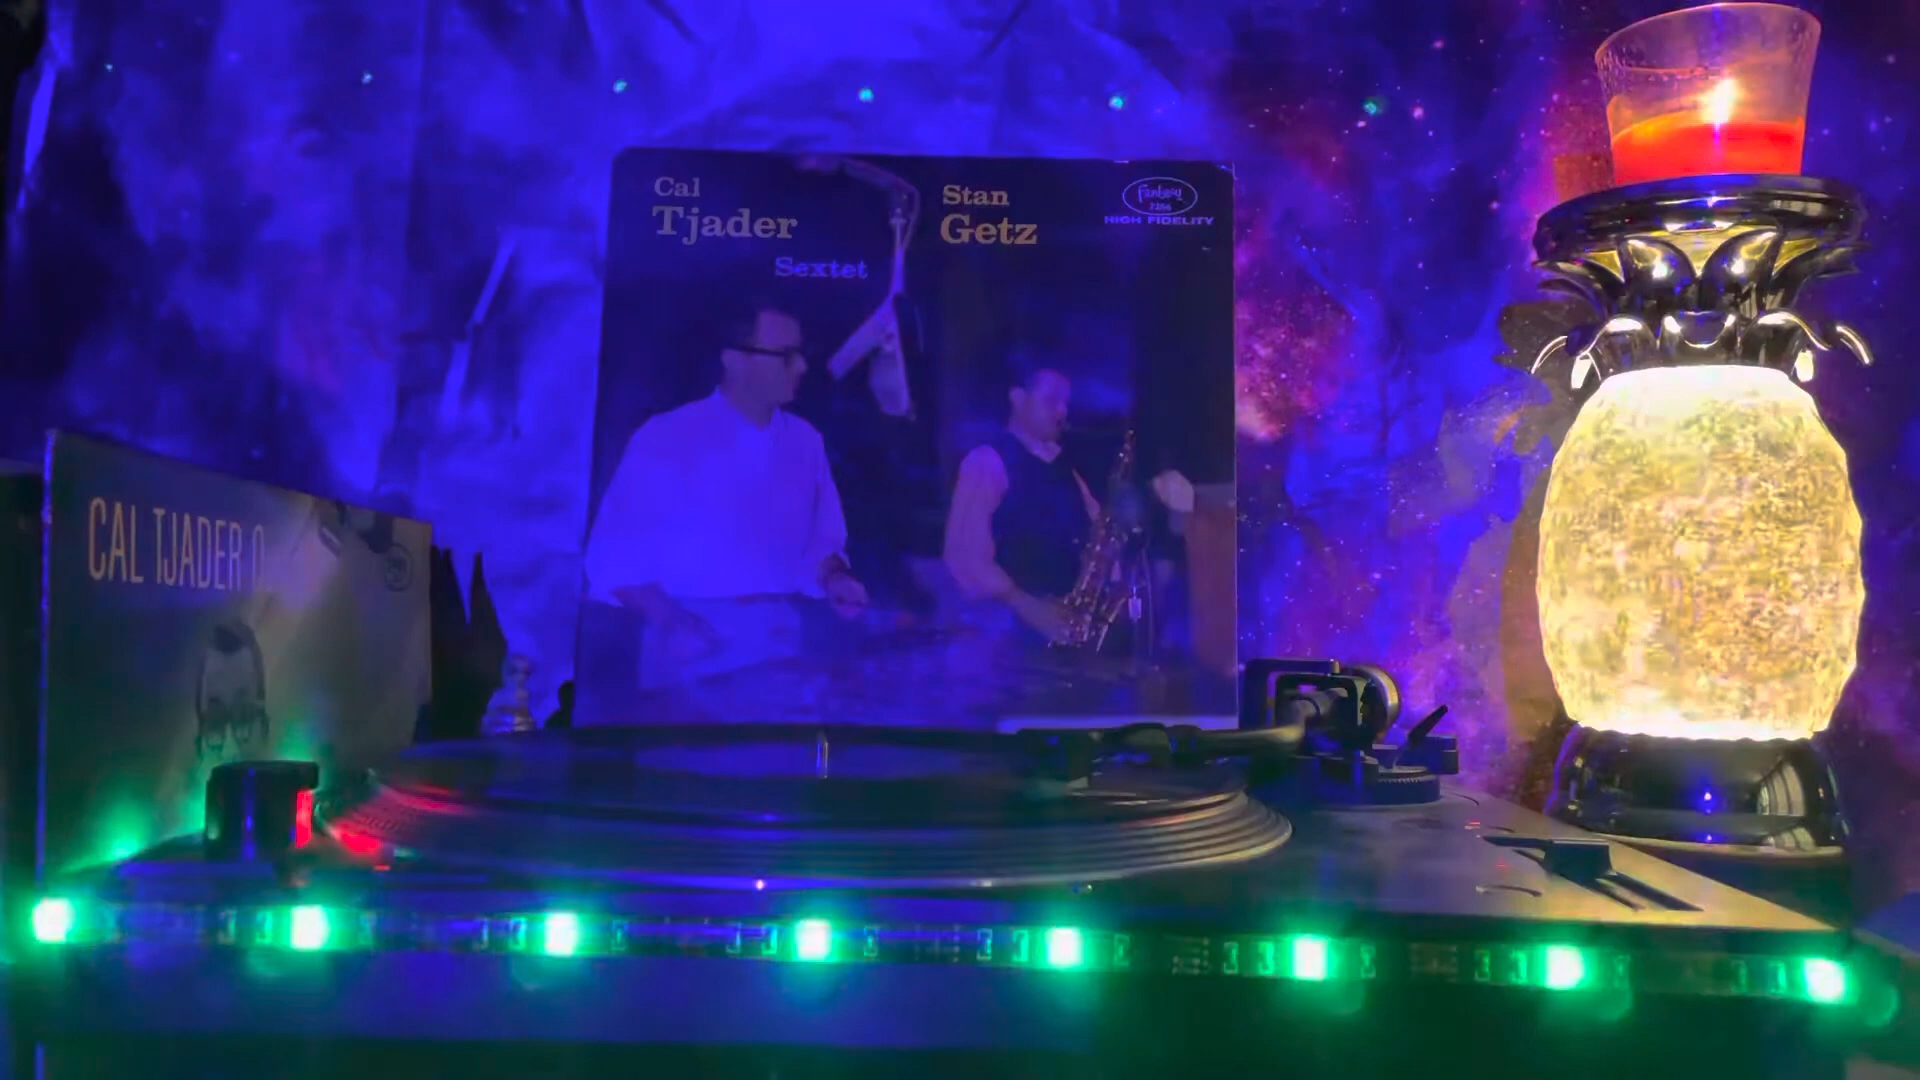 Cal
Tjader
Sextet
Stan
Getz
fantasy
HIGH FIDELITY
CAL TJADER